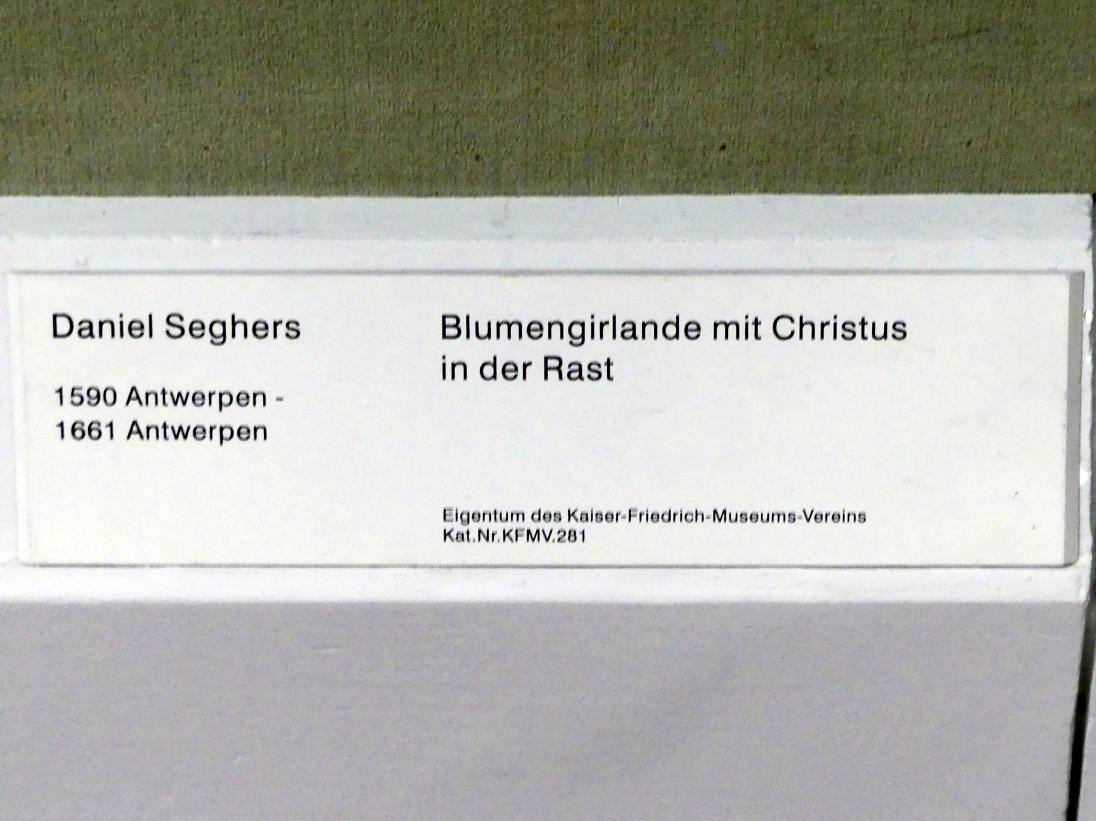 Daniel Seghers
1590 Antwerpen -
1661 Antwerpen
Blumengirlande mit Christus
in der Rast
Eigentum des Kaiser-Friedrich-Museums-Vereins
Kat.Nr.KFMV.281